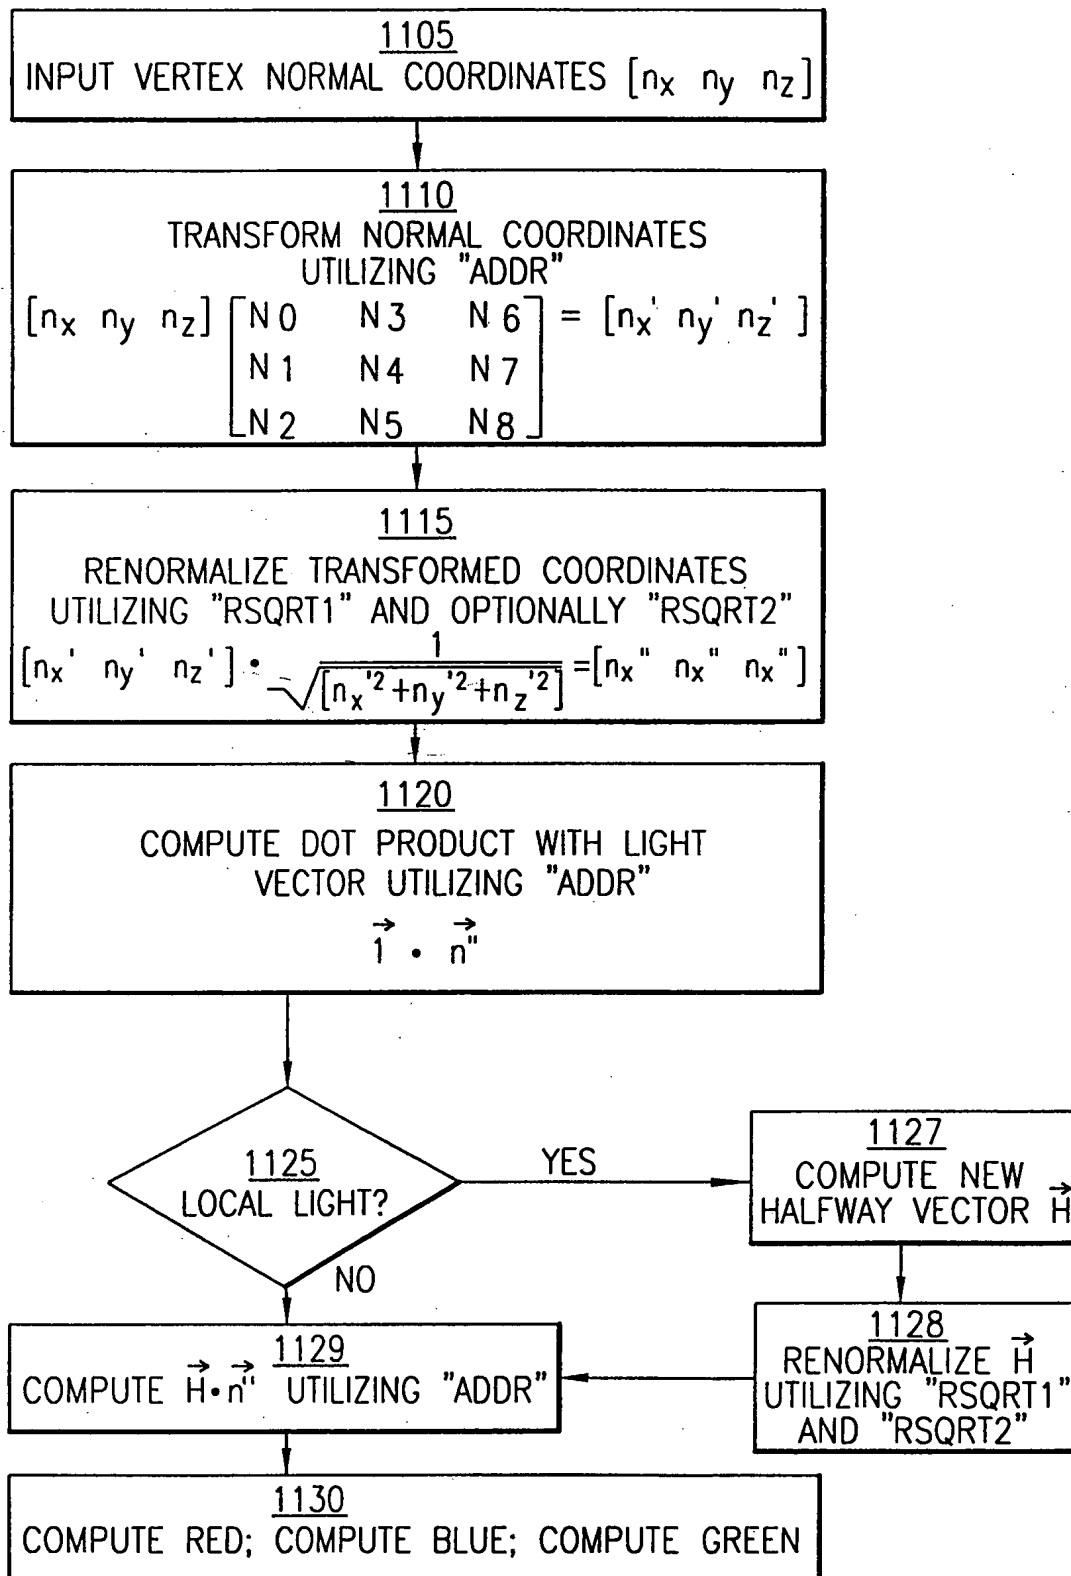 1105
INPUT VERTEX NORMAL COORDINATES [nx ny nz]
1110
TRANSFORM NORMAL COORDINATES
UTILIZING "ADDR"
[nx ny nz] [N0 N3 N6] = [nx' ny' nz']
N1 N4 N7
N2 N5 N8
1115
RENORMALIZE TRANSFORMED COORDINATES
UTILIZING "RSQRT1" AND OPTIONALLY "RSQRT2"
[nx' ny' nz'] • 1 / √[nx'²+ny'²+nz'²] = [nx" nx" nx"]
1120
COMPUTE DOT PRODUCT WITH LIGHT
VECTOR UTILIZING "ADDR"
1⃗ • n⃗"
1125
LOCAL LIGHT?
YES
NO
1127
COMPUTE NEW
HALFWAY VECTOR H⃗
1128
RENORMALIZE H⃗
UTILIZING "RSQRT1"
AND "RSQRT2"
1129
COMPUTE H⃗•n⃗" UTILIZING "ADDR"
1130
COMPUTE RED; COMPUTE BLUE; COMPUTE GREEN